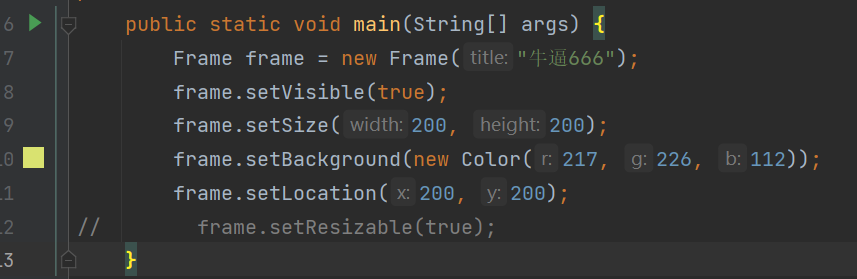 6 public static void main(String[] args) {
7 Frame frame = new Frame( title: "牛逼666");
8 frame.setVisible(true);
9 frame.setSize( width: 200, height: 200);
10 frame.setBackground(new Color( r: 217, g: 226, b: 112));
11 frame.setLocation( x: 200, y: 200);
12 // frame.setResizable(true);
13 }